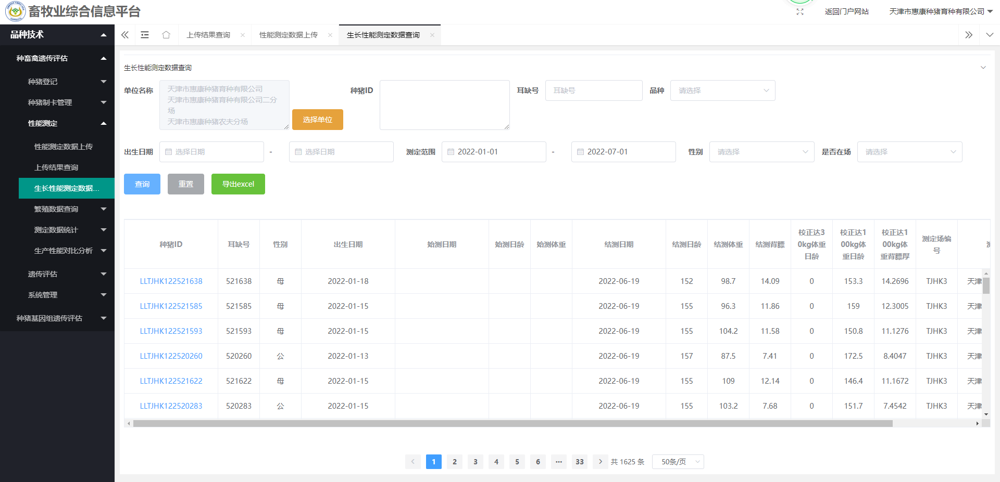 畜牧业综合信息平台
返回门户网站
天津市惠康种猪育种有限公司
品种技术
种畜禽遗传评估
种猪登记
种猪制卡管理
性能测定
性能测定数据上传
上传结果查询
生长性能测定数据...
繁殖数据查询
测定数据统计
生产性能对比分析
遗传评估
系统管理
种猪基因组遗传评估
上传结果查询
性能测定数据上传
生长性能测定数据查询
生长性能测定数据查询
单位名称
天津市惠康种猪育种有限公司
天津市惠康种猪育种有限公司二分
场
天津市惠康种猪农夫分场
选择单位
种猪ID
耳缺号
耳缺号
品种
请选择
出生日期
选择日期
-
选择日期
测定范围
2022-01-01
-
2022-07-01
性别
请选择
是否在场
请选择
查询
重置
导出excel
种猪ID 耳缺号 性别 出生日期 始测日期 始测日龄 始测体重 结测日期 结测日龄 结测体重 结测背膘 校正达30kg体重日龄 校正达100kg体重日龄 校正达100kg体重背膘厚 测定场编号
LLTJHK122521638 521638 母 2022-01-18 2022-06-19 152 98.7 14.09 0 153.3 14.2696 TJHK3 天津
LLTJHK122521585 521585 母 2022-01-15 2022-06-19 155 96.3 11.86 0 159 12.3005 TJHK3 天津
LLTJHK122521593 521593 母 2022-01-15 2022-06-19 155 104.2 11.58 0 150.8 11.1276 TJHK3 天津
LLTJHK122520260 520260 公 2022-01-13 2022-06-19 157 87.5 7.41 0 172.5 8.4047 TJHK3 天津
LLTJHK122521622 521622 母 2022-01-15 2022-06-19 155 109 12.14 0 146.4 11.1672 TJHK3 天津
LLTJHK122520283 520283 公 2022-01-15 2022-06-19 155 103.2 7.68 0 151.7 7.4542 TJHK3 天津
1 2 3 4 5 6 ··· 33 共 1625 条 50条/页